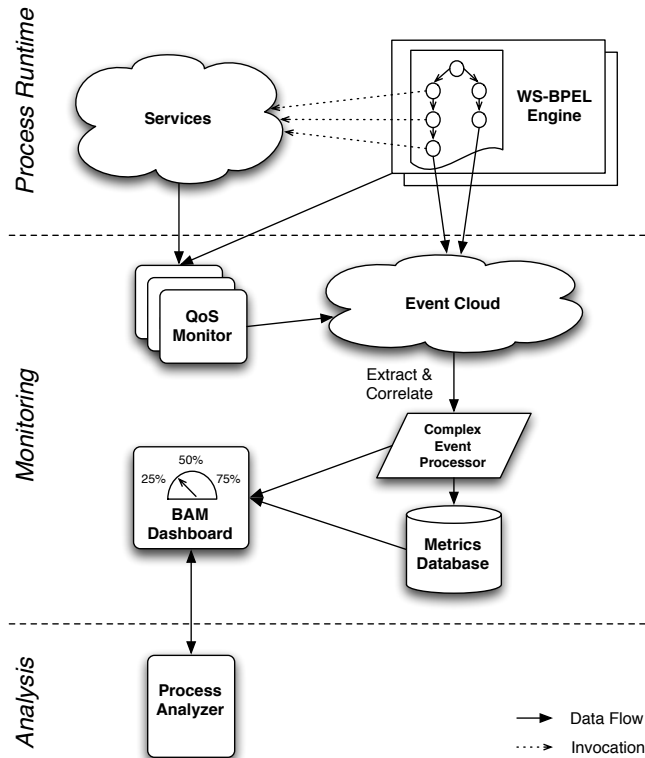 Process Runtime
Services
WS-BPEL
Engine
Monitoring
QoS
Monitor
Event Cloud
Extract &
Correlate
Complex
Event
Processor
25%
50%
75%
BAM
Dashboard
Metrics
Database
Analysis
Process
Analyzer
Data Flow
Invocation